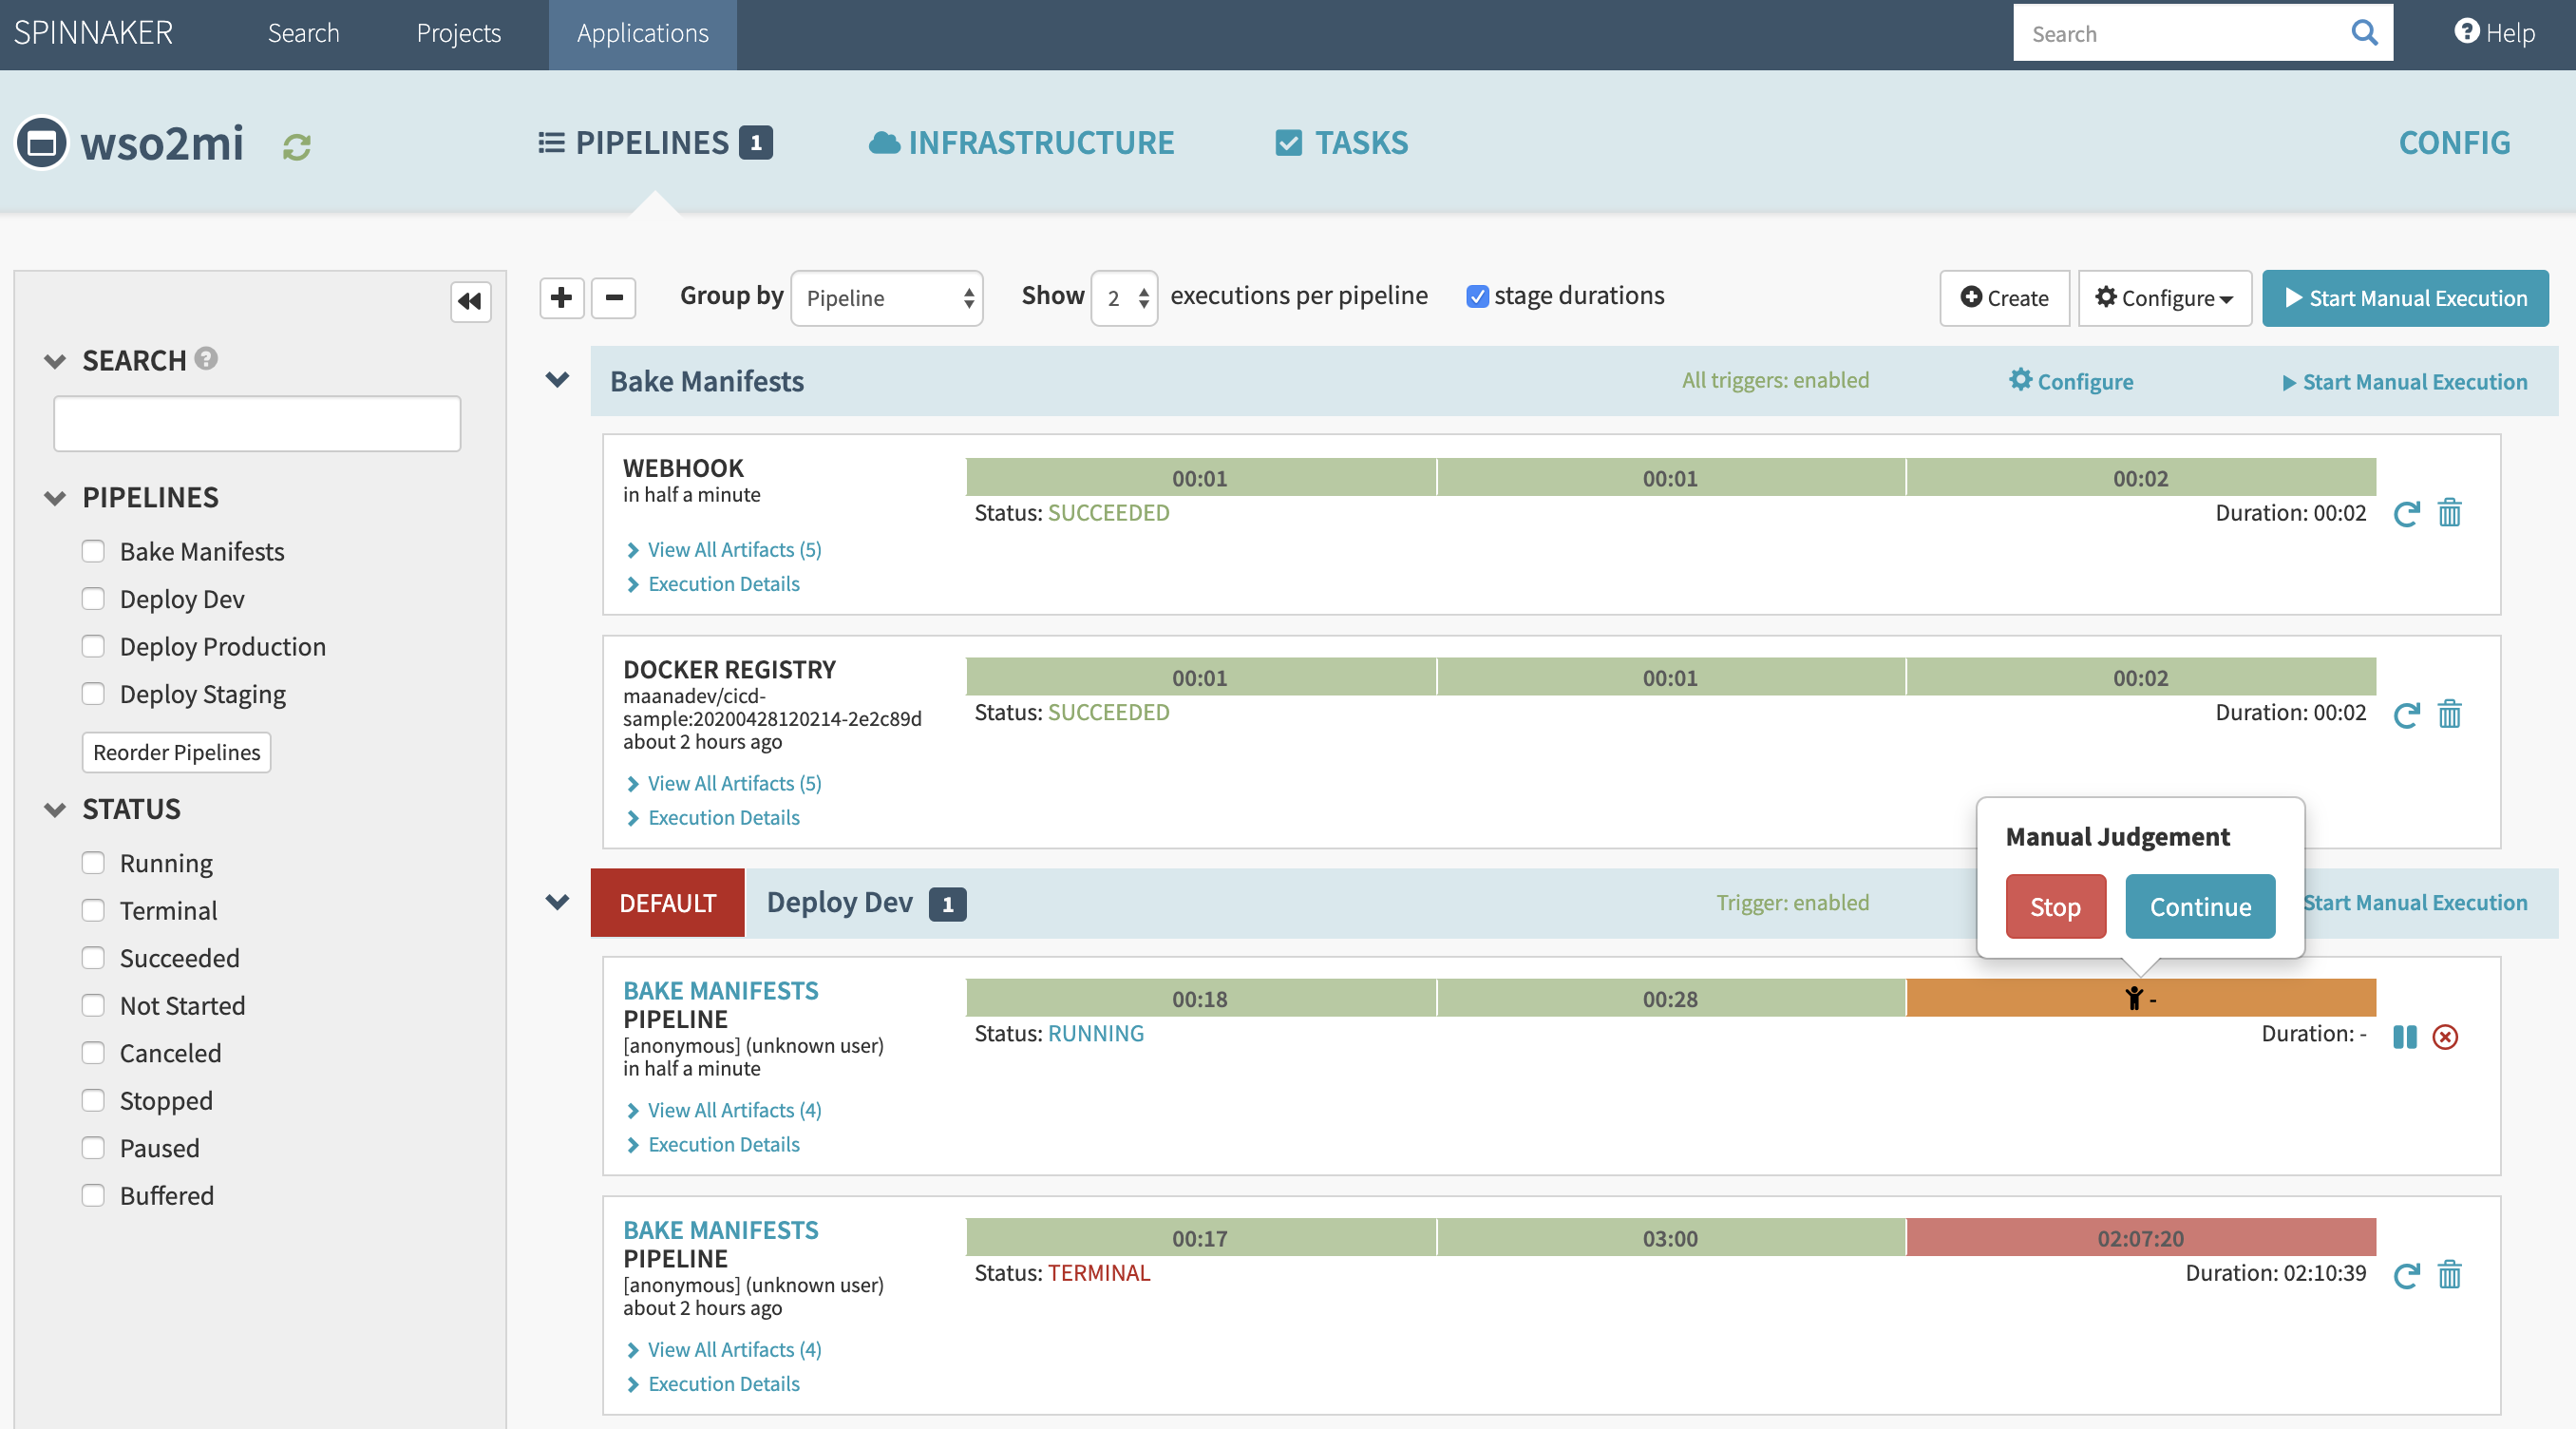 SPINNAKER Search Projects Applications Search Help
wso2mi PIPELINES 1 INFRASTRUCTURE TASKS CONFIG
Group by Pipeline Show 2 executions per pipeline stage durations Create Configure Start Manual Execution
SEARCH
PIPELINES
Bake Manifests
Deploy Dev
Deploy Production
Deploy Staging
Reorder Pipelines
STATUS
Running
Terminal
Succeeded
Not Started
Canceled
Stopped
Paused
Buffered
Bake Manifests All triggers: enabled Configure Start Manual Execution
WEBHOOK
in half a minute
00:01 00:01 00:02
Status: SUCCEEDED Duration: 00:02
View All Artifacts (5)
Execution Details
DOCKER REGISTRY
maanadev/cicd-
sample:20200428120214-2e2c89d
about 2 hours ago
00:01 00:01 00:02
Status: SUCCEEDED Duration: 00:02
View All Artifacts (5)
Execution Details
Manual Judgement
Stop Continue
DEFAULT Deploy Dev 1 Trigger: enabled Start Manual Execution
BAKE MANIFESTS
PIPELINE
[anonymous] (unknown user)
in half a minute
00:18 00:28 -
Status: RUNNING Duration: -
View All Artifacts (4)
Execution Details
BAKE MANIFESTS
PIPELINE
[anonymous] (unknown user)
about 2 hours ago
00:17 03:00 02:07:20
Status: TERMINAL Duration: 02:10:39
View All Artifacts (4)
Execution Details